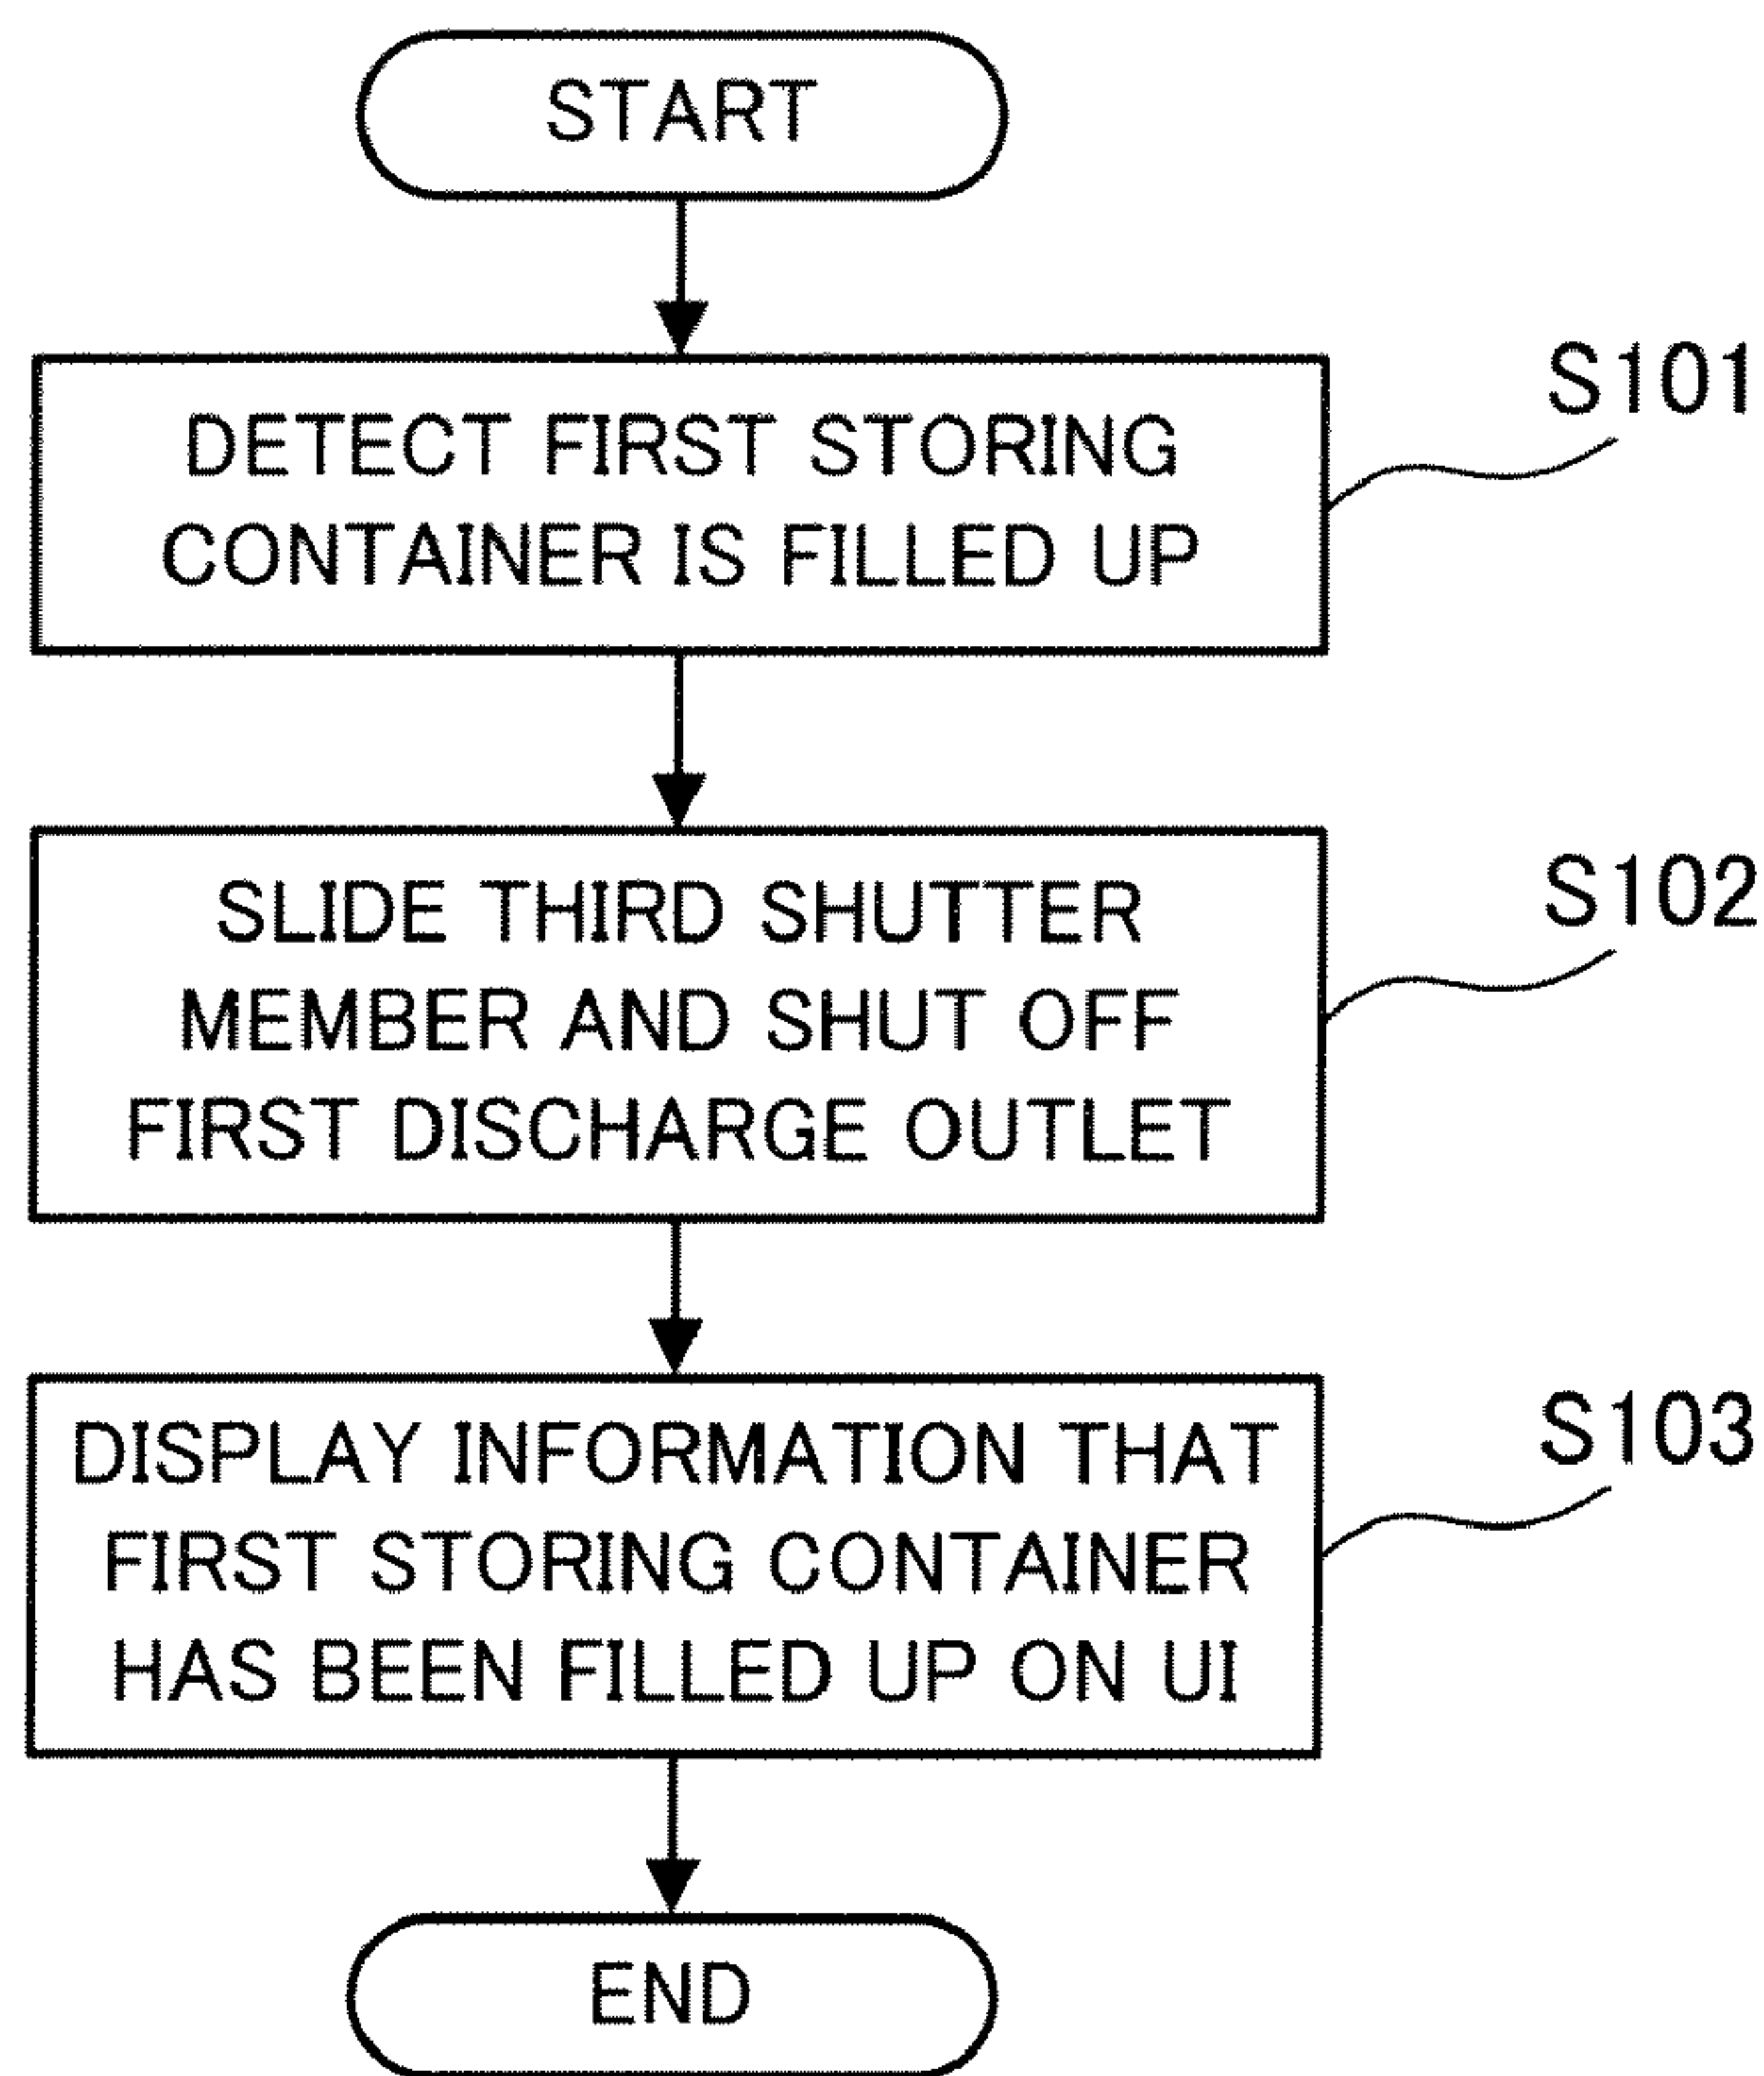 START
DETECT FIRST STORING
CONTAINER IS FILLED UP
S101
SLIDE THIRD SHUTTER
MEMBER AND SHUT OFF
FIRST DISCHARGE OUTLET
S102
DISPLAY INFORMATION THAT
FIRST STORING CONTAINER
HAS BEEN FILLED UP ON UI
S103
END